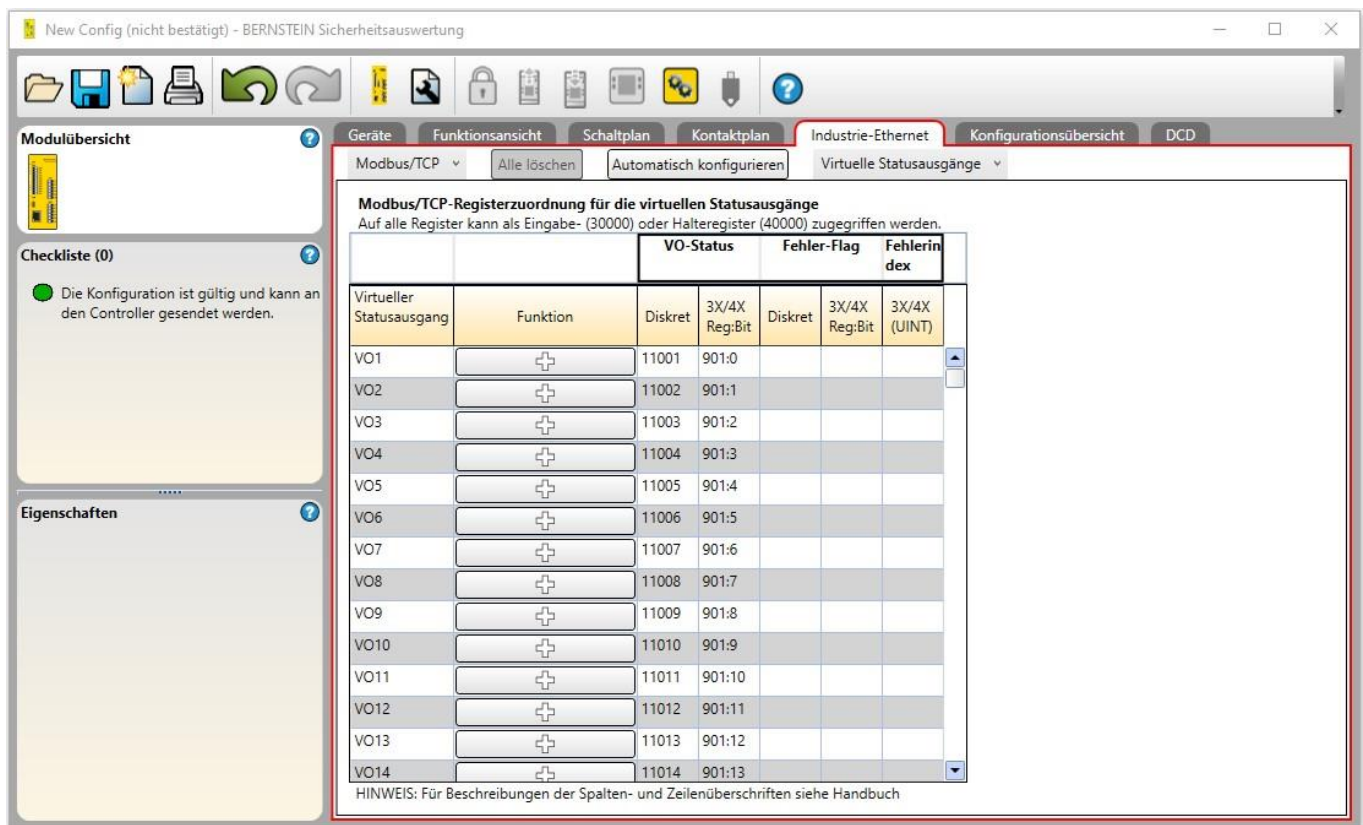 New Config (nicht bestätigt) - BERNSTEIN Sicherheitsauswertung
Modulübersicht
Checkliste (0)
Die Konfiguration ist gültig und kann an
den Controller gesendet werden.
Eigenschaften
Geräte Funktionsansicht Schaltplan Kontaktplan Industrie-Ethernet Konfigurationsübersicht DCD
Modbus/TCP Alle löschen Automatisch konfigurieren Virtuelle Statusausgänge
Modbus/TCP-Registerzuordnung für die virtuellen Statusausgänge
Auf alle Register kann als Eingabe- (30000) oder Halteregister (40000) zugegriffen werden.
VO-Status Fehler-Flag Fehlerin
dex
Virtueller
Statusausgang Funktion Diskret 3X/4X
Reg:Bit Diskret 3X/4X
Reg:Bit 3X/4X
(UINT)
VO1 11001 901:0
VO2 11002 901:1
VO3 11003 901:2
VO4 11004 901:3
VO5 11005 901:4
VO6 11006 901:5
VO7 11007 901:6
VO8 11008 901:7
VO9 11009 901:8
VO10 11010 901:9
VO11 11011 901:10
VO12 11012 901:11
VO13 11013 901:12
VO14 11014 901:13
HINWEIS: Für Beschreibungen der Spalten- und Zeilenüberschriften siehe Handbuch